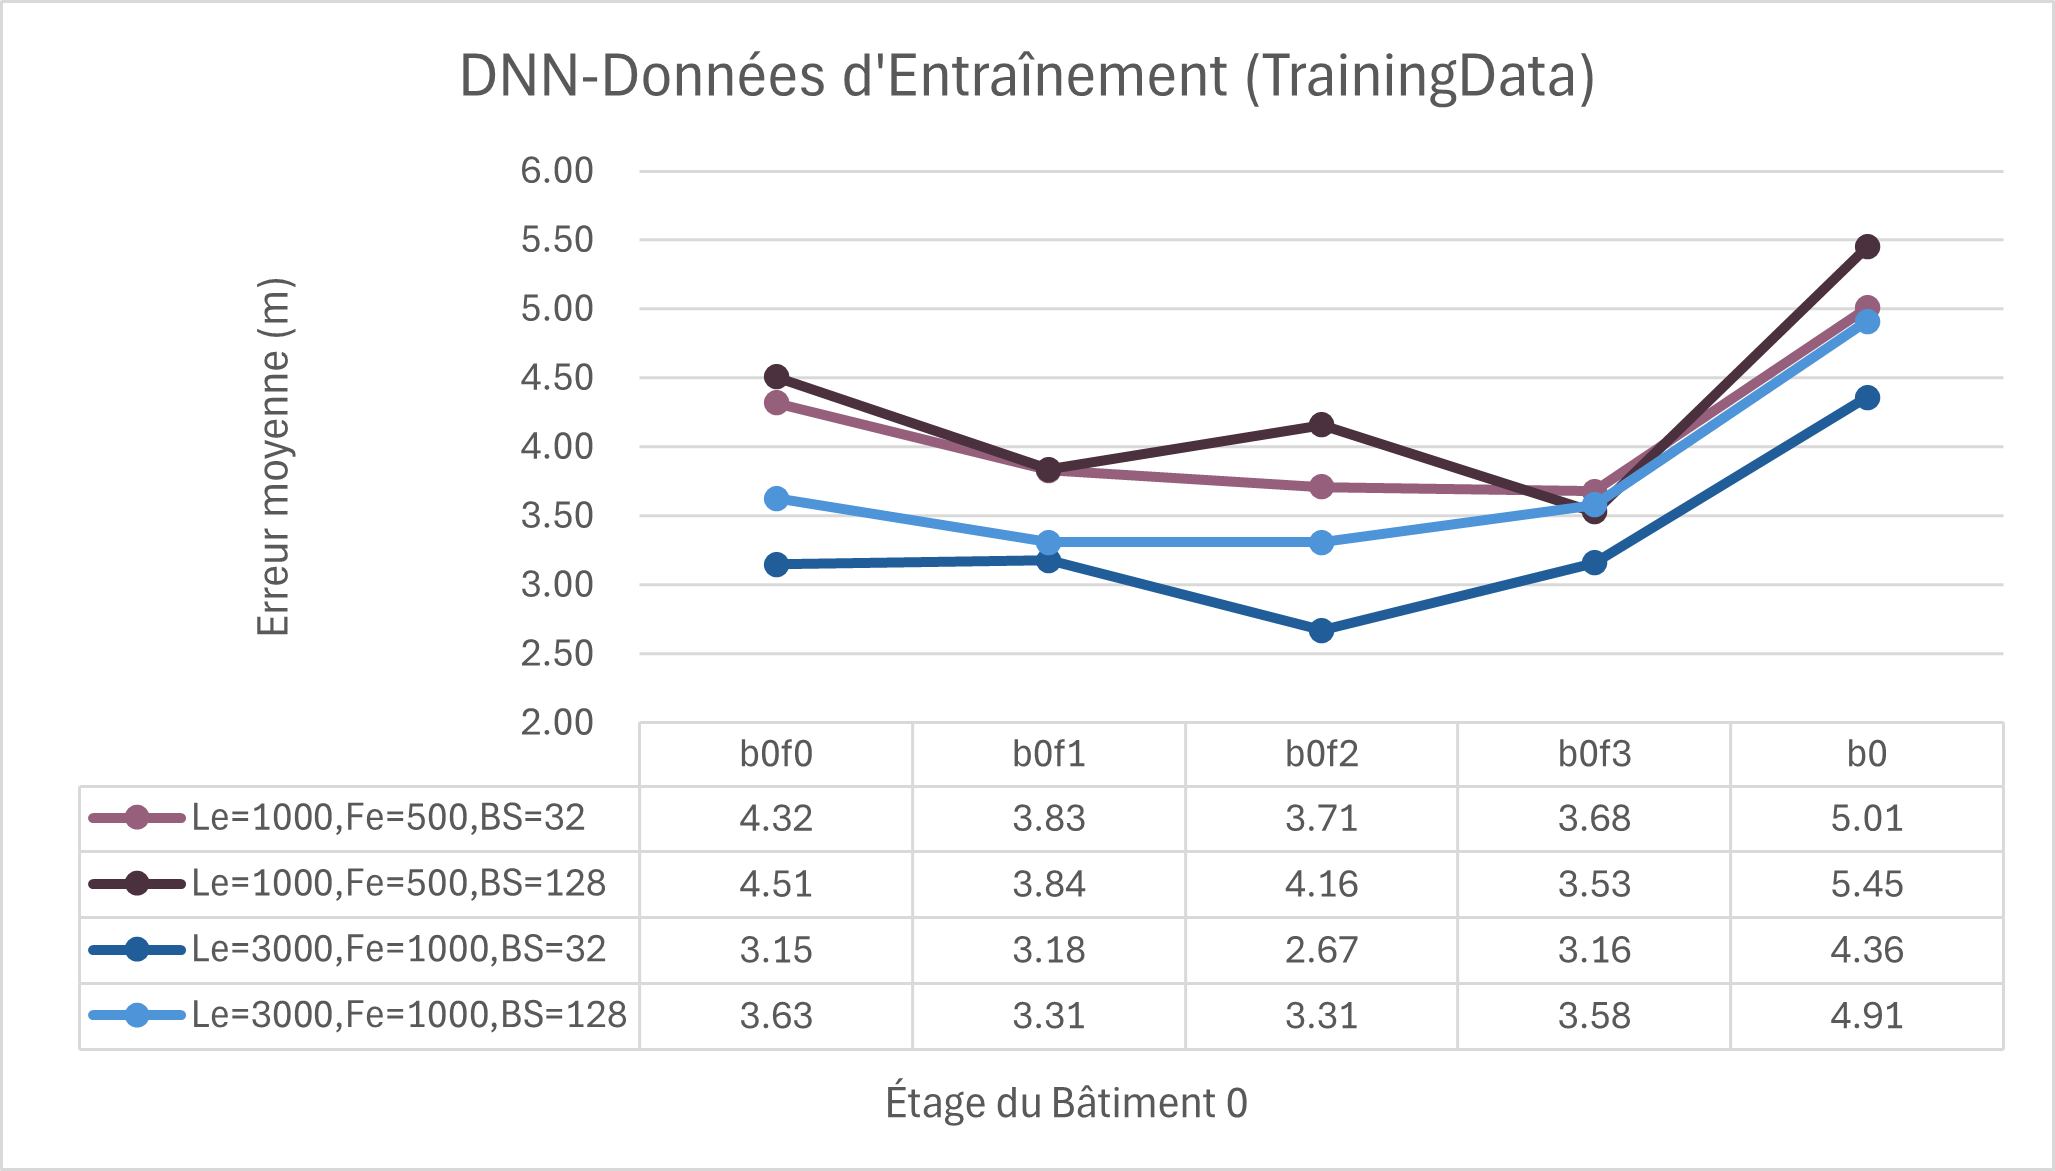 DNN-Données d'Entraînement (TrainingData)
Erreur moyenne (m)
6.00
5.50
5.00
4.50
4.00
3.50
3.00
2.50
2.00
b0f0 b0f1 b0f2 b0f3 b0
Le=1000,Fe=500,BS=32 4.32 3.83 3.71 3.68 5.01
Le=1000,Fe=500,BS=128 4.51 3.84 4.16 3.53 5.45
Le=3000,Fe=1000,BS=32 3.15 3.18 2.67 3.16 4.36
Le=3000,Fe=1000,BS=128 3.63 3.31 3.31 3.58 4.91
Étage du Bâtiment 0